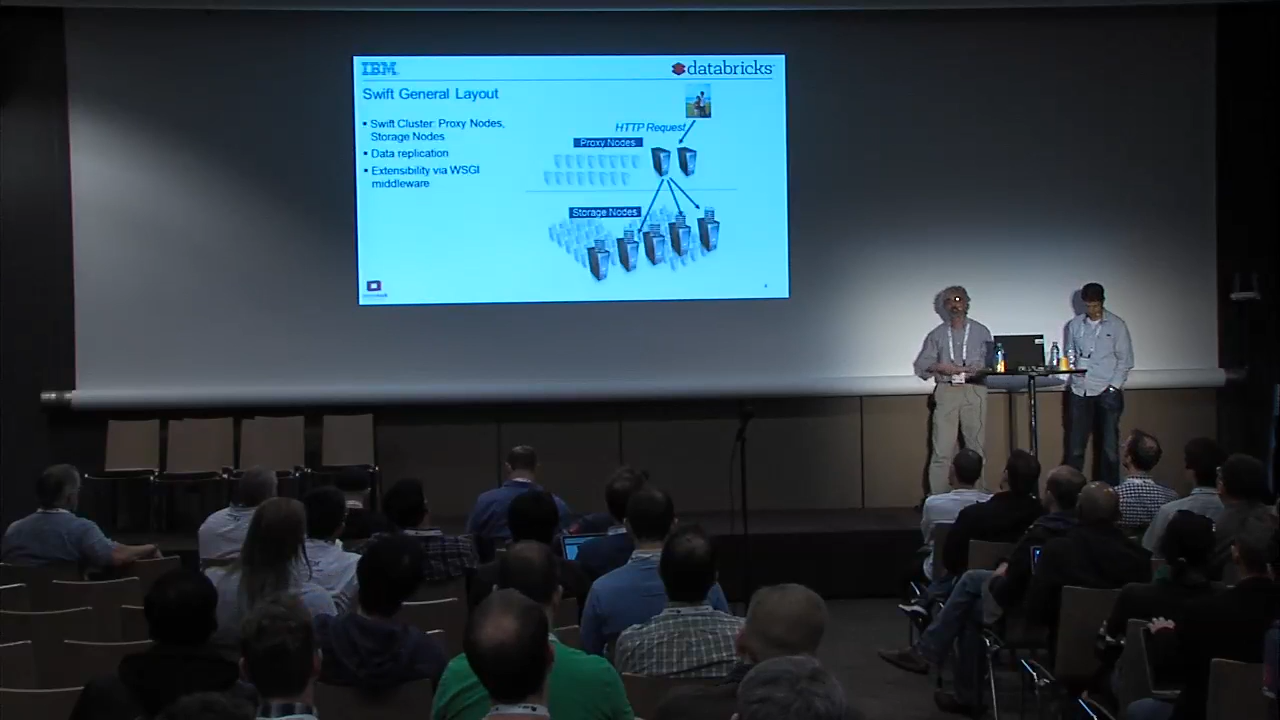 IBM
databricks
Swift General Layout
▪ Swift Cluster: Proxy Nodes,
Storage Nodes
▪ Data replication
▪ Extensibility via WSGI
middleware
HTTP Request
Proxy Nodes
Storage Nodes